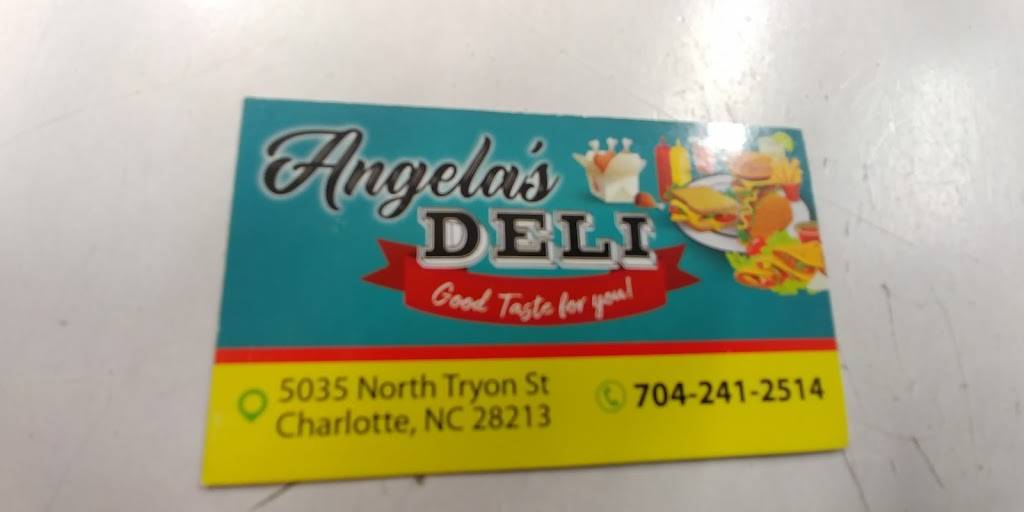 Angela's
DELI
Good Taste for you!
5035 North Tryon St
Charlotte, NC 28213
704-241-2514